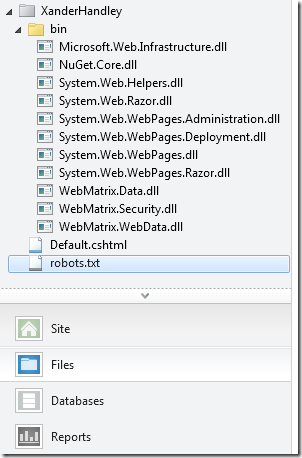 XanderHandley
bin
Microsoft.Web.Infrastructure.dll
NuGet.Core.dll
System.Web.Helpers.dll
System.Web.Razor.dll
System.Web.WebPages.Administration.dll
System.Web.WebPages.Deployment.dll
System.Web.WebPages.dll
System.Web.WebPages.Razor.dll
WebMatrix.Data.dll
WebMatrix.Security.dll
WebMatrix.WebData.dll
Default.cshtml
robots.txt
Site
Files
Databases
Reports